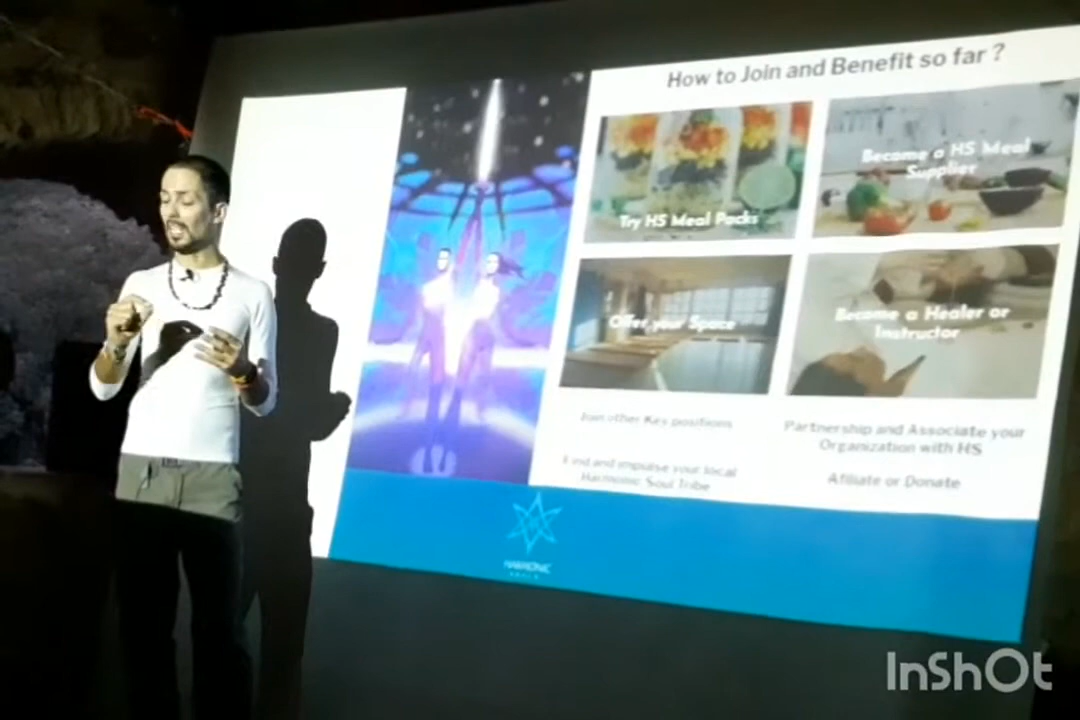 How to Join and Benefit so far ?
Try HS Meal Packs
Become a HS Meal
Supplier
Offer your Space
Become a Healer or
Instructor
Join other Key positions
Partnership and Associate your
Organization with HS
Find and impulse your local
Harmonic Soul Tribe
Afiliate or Donate
HARMONIC
InShOt